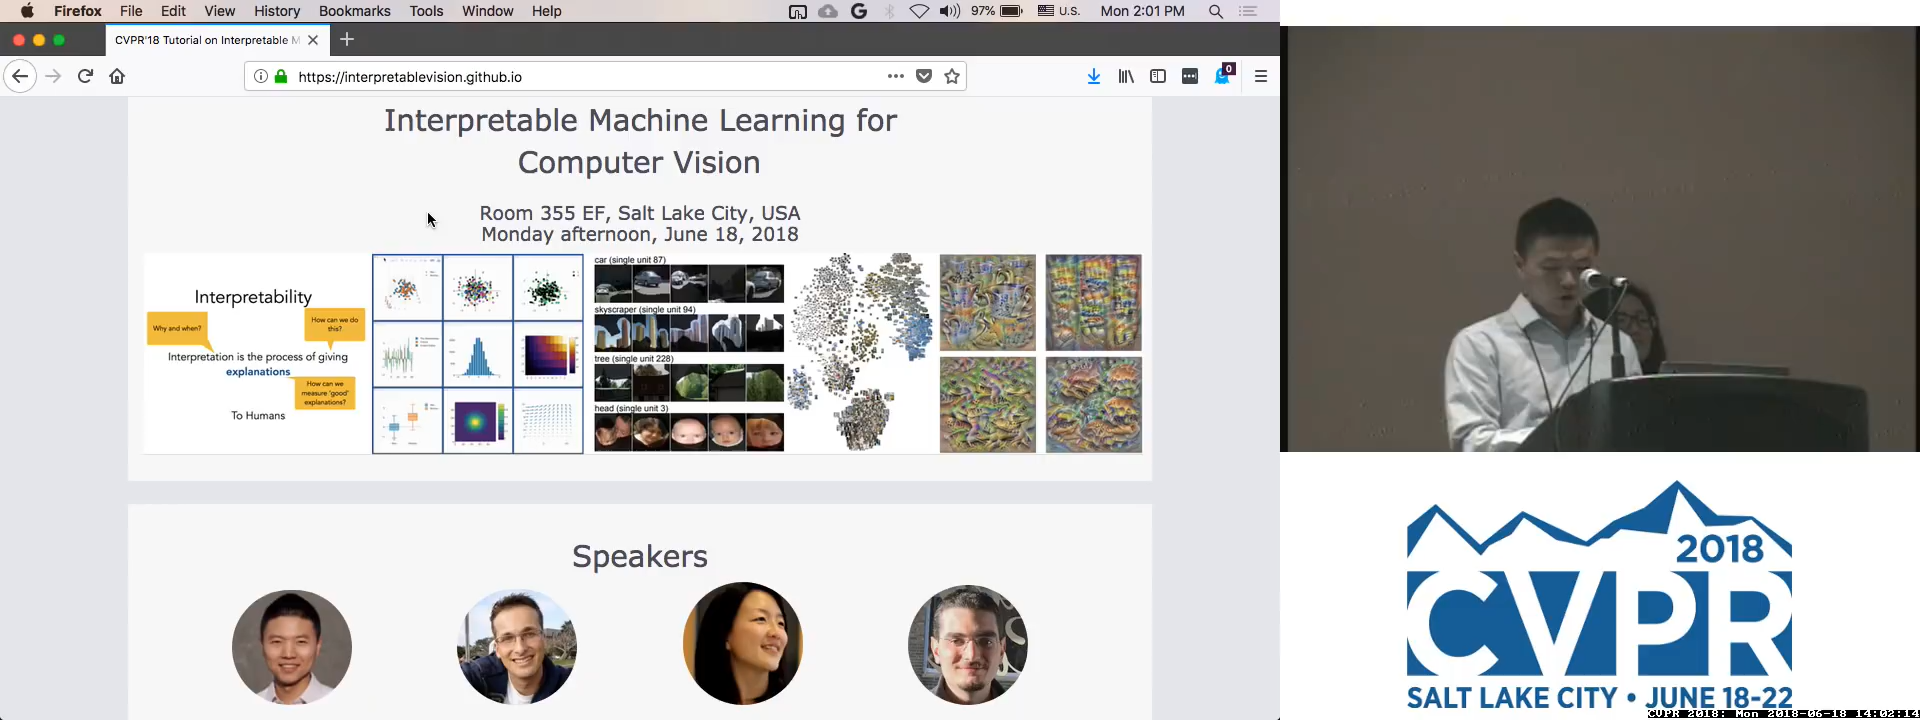 Firefox File Edit View History Bookmarks Tools Window Help
97% U.S. Mon 2:01 PM
CVPR'18 Tutorial on Interpretable M
https://interpretablevision.github.io
0
Interpretable Machine Learning for
Computer Vision
Room 355 EF, Salt Lake City, USA
Monday afternoon, June 18, 2018
Interpretability
Why and when?
How can we do
this?
Interpretation is the process of giving
explanations
How can we
measure 'good'
explanations?
To Humans
car (single unit 87)
skyscraper (single unit 94)
tree (single unit 228)
head (single unit 3)
Speakers
2018
CVPR
SALT LAKE CITY • JUNE 18-22
CVPR 2018: Mon 2018-06-18 14:02:14